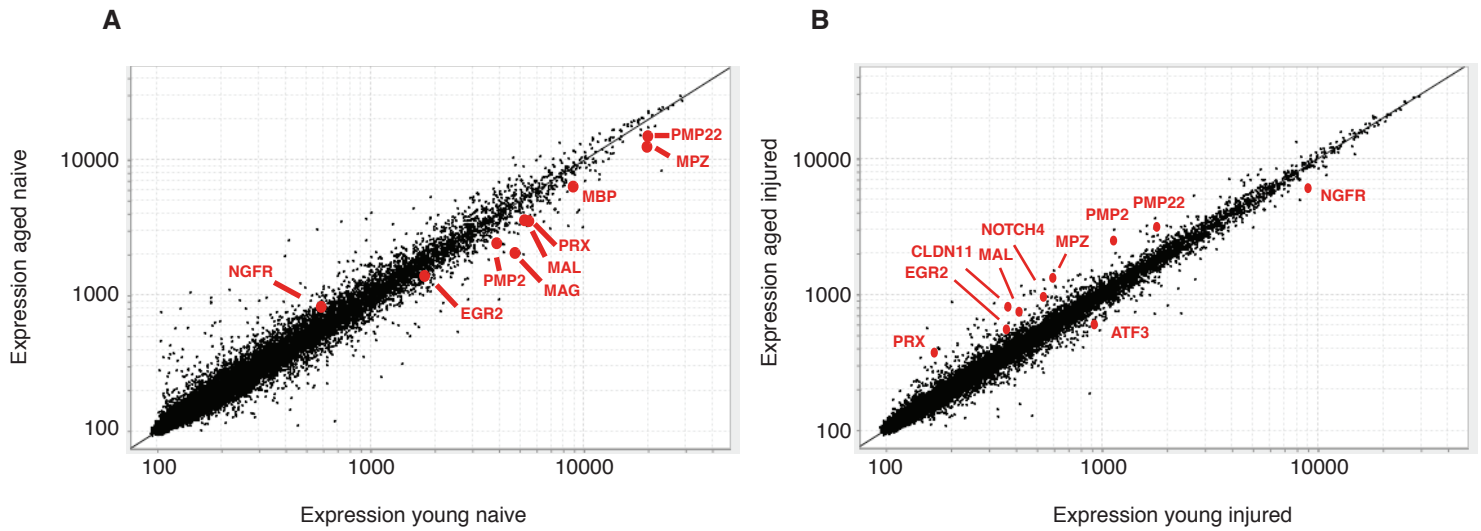 A
Expression aged naive
10000
1000
100
PMP22
MPZ
MBP
PRX
MAL
MAG
PMP2
EGR2
NGFR
100
1000
10000
Expression young naive
B
Expression aged injured
10000
1000
100
NGFR
PMP22
PMP2
MPZ
NOTCH4
CLDN11
MAL
EGR2
PRX
ATF3
100
1000
10000
Expression young injured